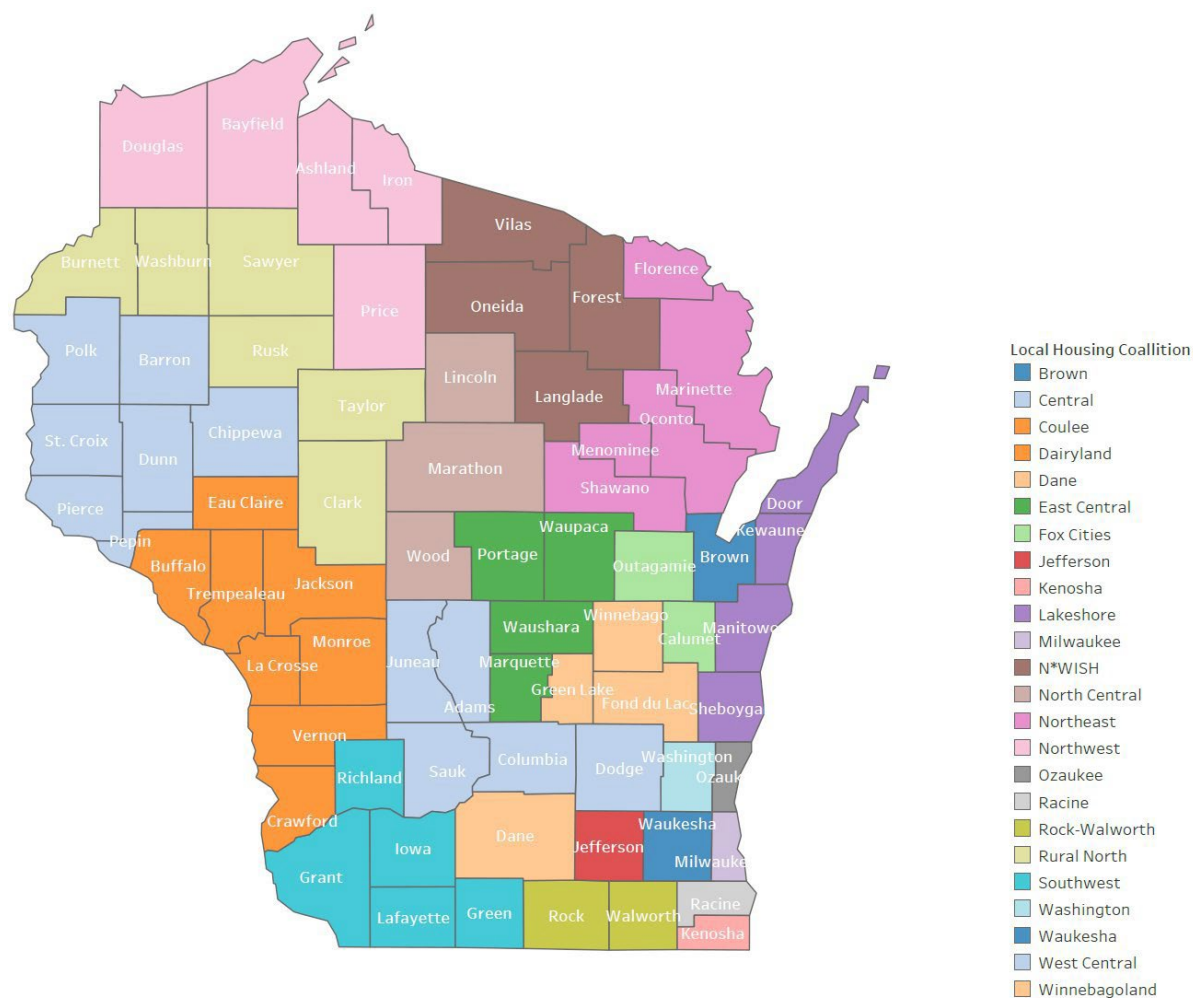 Bayfield
Douglas
Ashland
Iron
Vilas
Burnett
Washburn
Sawyer
Florence
Forest
Oneida
Price
Polk
Barron
Rusk
Lincoln
Marinette
Langlade
Taylor
Oconto
Chippewa
St. Croix
Menominee
Dunn
Marathon
Shawano
Eau Claire
Clark
Door
Pierce
Waupaca
Kewaune
Pepin
Wood
Portage
Brown
Buffalo
Outagamie
Jackson
Trempealeau
Winnebago
Waushara
Manitowo
Calumet
Monroe
La Crosse
Juneau
Marquette
Green Lake
Fond du Lac
Adams
Sheboyga
Vernon
Washington
Columbia
Dodge
Sauk
Richland
Ozauk
Crawford
Waukesha
Dane
Jefferson
Iowa
Milwauke
Grant
Racine
Green
Rock
Walworth
Lafayette
Kenosha
Local Housing Coallition
Brown
Central
Coulee
Dairyland
Dane
East Central
Fox Cities
Jefferson
Kenosha
Lakeshore
Milwaukee
N*WISH
North Central
Northeast
Northwest
Ozaukee
Racine
Rock-Walworth
Rural North
Southwest
Washington
Waukesha
West Central
Winnebagoland